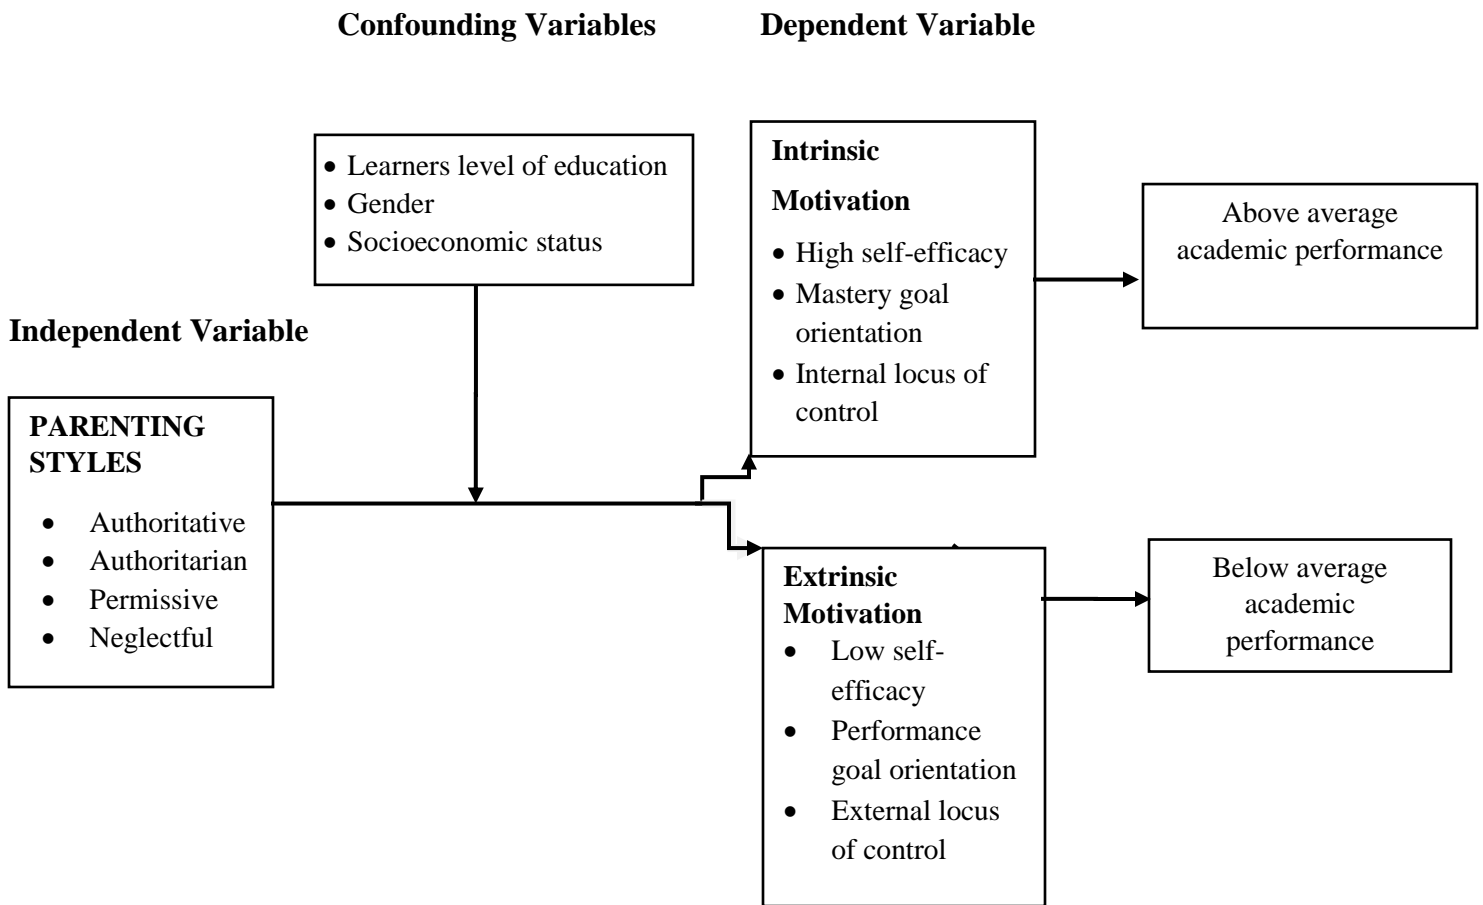 Confounding Variables
Dependent Variable
• Learners level of education
• Gender
• Socioeconomic status
Intrinsic
Motivation
• High self-efficacy
• Mastery goal
orientation
• Internal locus of
control
Above average
academic performance
Independent Variable
PARENTING
STYLES
• Authoritative
• Authoritarian
• Permissive
• Neglectful
Extrinsic
Motivation
• Low self-
efficacy
• Performance
goal orientation
• External locus
of control
Below average
academic
performance